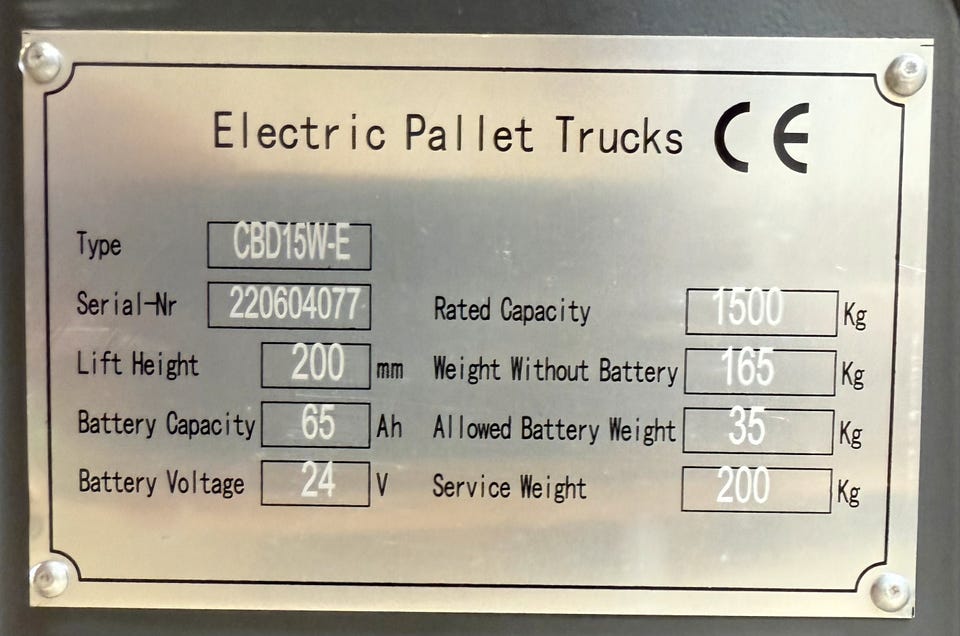 Electric Pallet Trucks CE
Type CBD15W-E
Serial-Nr 220604077 Rated Capacity 1500 Kg
Lift Height 200 mm Weight Without Battery 165 Kg
Battery Capacity 65 Ah Allowed Battery Weight 35 Kg
Battery Voltage 24 V Service Weight 200 Kg